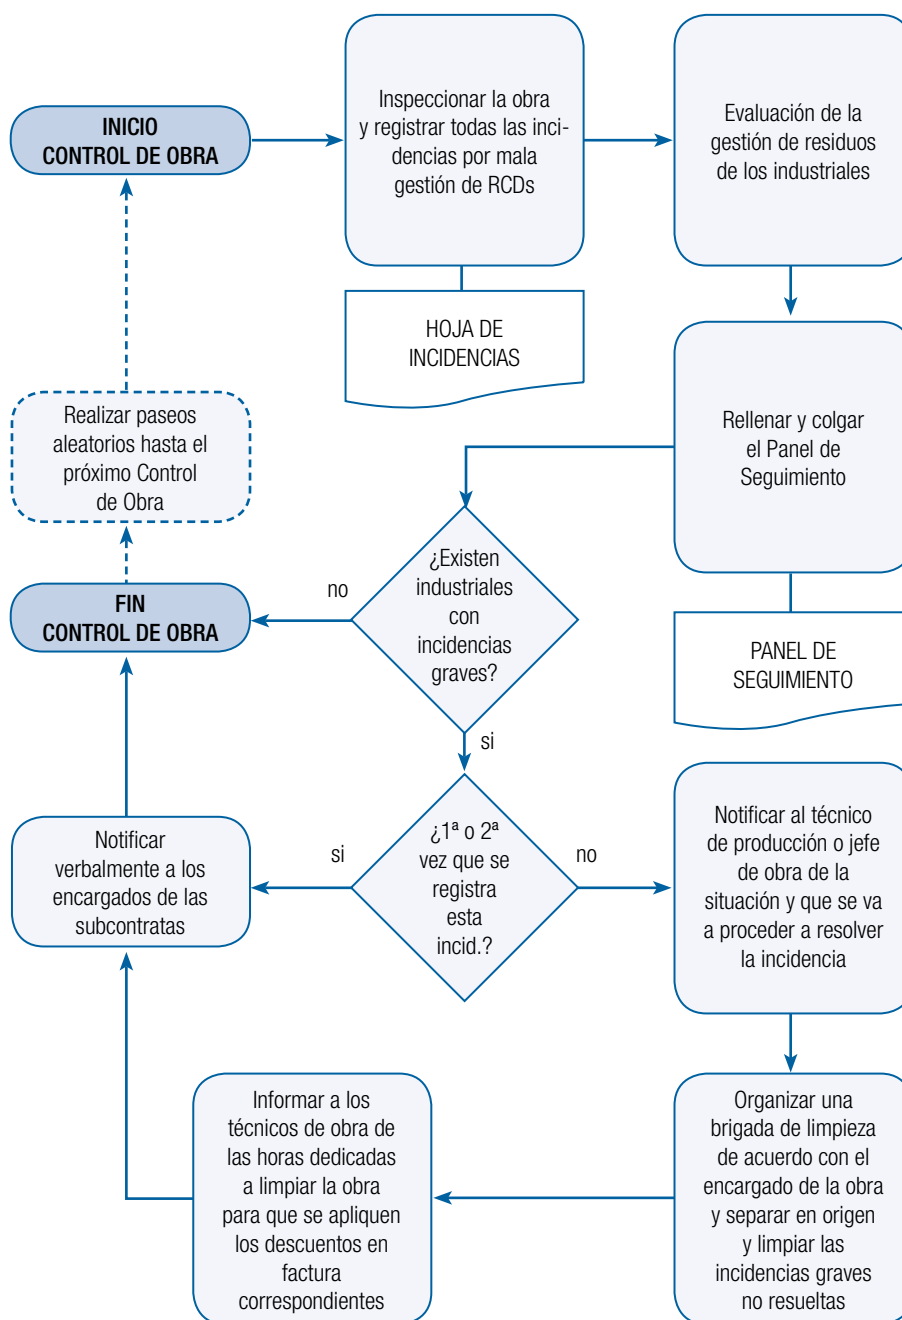 INICIO
CONTROL DE OBRA
Inspeccionar la obra
y registrar todas las inci-
dencias por mala
gestión de RCDs
Evaluación de la
gestión de residuos
de los industriales
HOJA DE
INCIDENCIAS
Rellenar y colgar
el Panel de
Seguimiento
PANEL DE
SEGUIMIENTO
Realizar paseos
aleatorios hasta el
próximo Control
de Obra
FIN
CONTROL DE OBRA
no
¿Existen
industriales
con
incidencias
graves?
si
¿1ª o 2ª
vez que se
registra
esta
incid.?
si
no
Notificar
verbalmente a los
encargados de las
subcontratas
Notificar al técnico
de producción o jefe
de obra de la
situación y que se va
a proceder a resolver
la incidencia
Organizar una
brigada de limpieza
de acuerdo con el
encargado de la obra
y separar en origen
y limpiar las
incidencias graves
no resueltas
Informar a los
técnicos de obra de
las horas dedicadas
a limpiar la obra
para que se apliquen
los descuentos en
factura
correspondientes